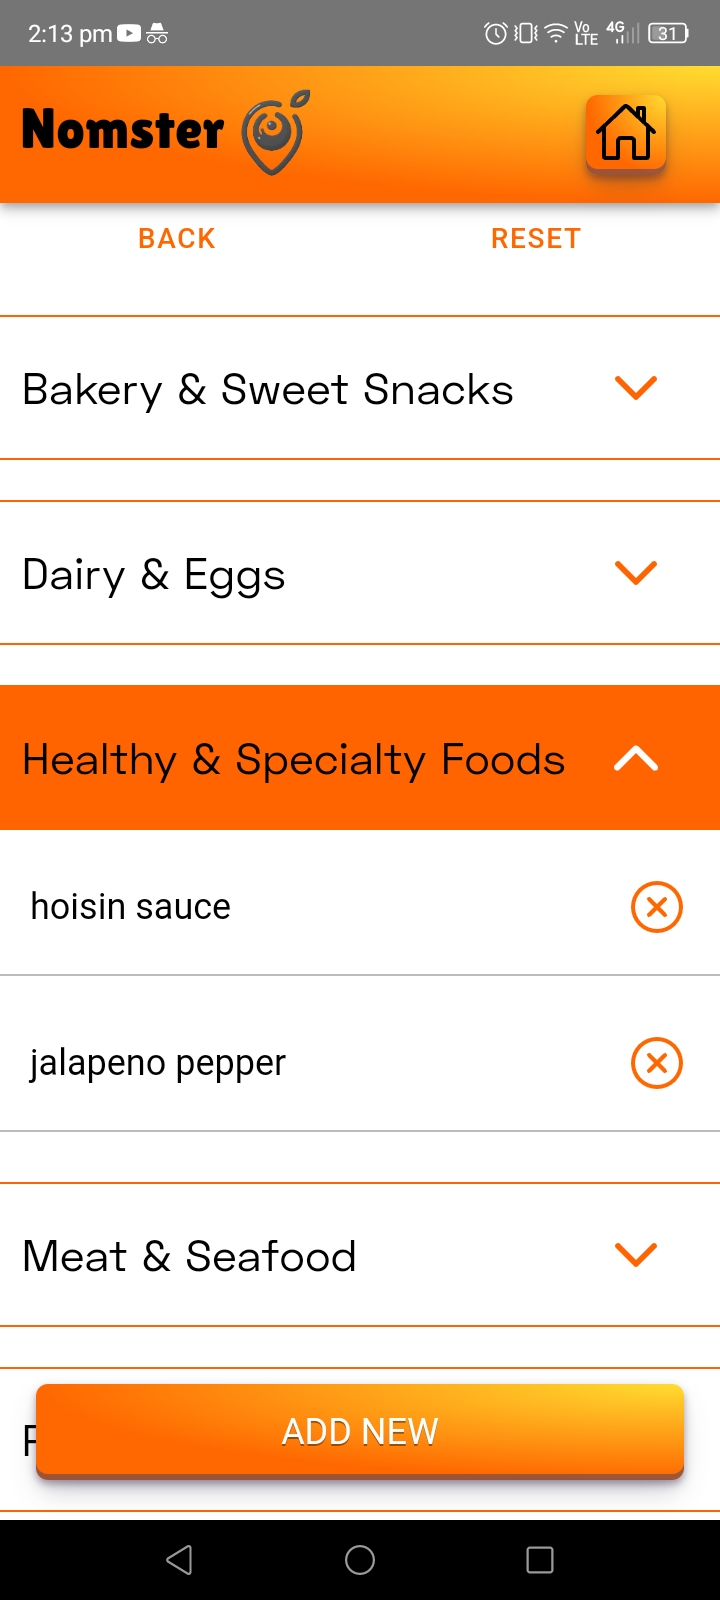 2:13 pm
Vo LTE 4G 31
Nomster
BACK RESET
Bakery & Sweet Snacks
Dairy & Eggs
Healthy & Specialty Foods
hoisin sauce
jalapeno pepper
Meat & Seafood
ADD NEW